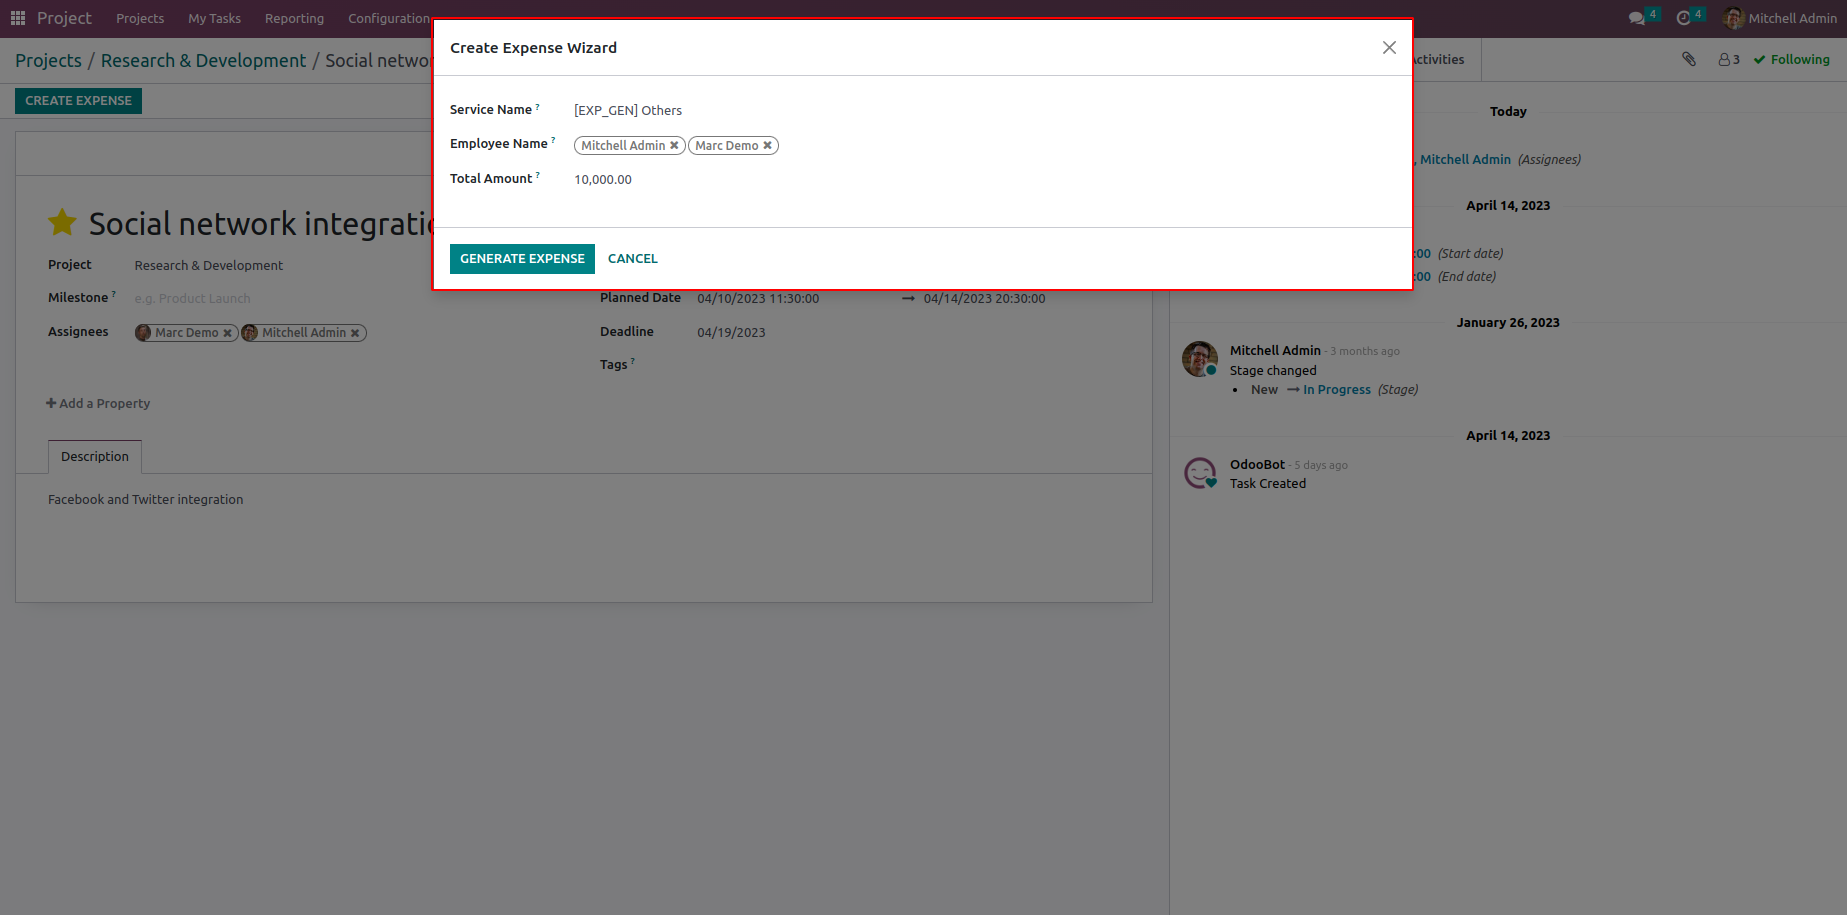 Project Projects My Tasks Reporting Configuration 4 4 Mitchell Admin
Projects / Research & Development / Social netwo
Activities 3 Following
CREATE EXPENSE
Create Expense Wizard
Service Name ? [EXP_GEN] Others
Employee Name ? Mitchell Admin Marc Demo
Total Amount ? 10,000.00
GENERATE EXPENSE CANCEL
Social network integratio
Project Research & Development
Milestone ? e.g. Product Launch
Planned Date 04/10/2023 11:30:00 → 04/14/2023 20:30:00
Assignees Marc Demo Mitchell Admin
Deadline 04/19/2023
Tags ?
Add a Property
Description
Facebook and Twitter integration
Today
, Mitchell Admin (Assignees)
April 14, 2023
:00 (Start date)
:00 (End date)
January 26, 2023
Mitchell Admin - 3 months ago
Stage changed
• New → In Progress (Stage)
April 14, 2023
OdooBot - 5 days ago
Task Created